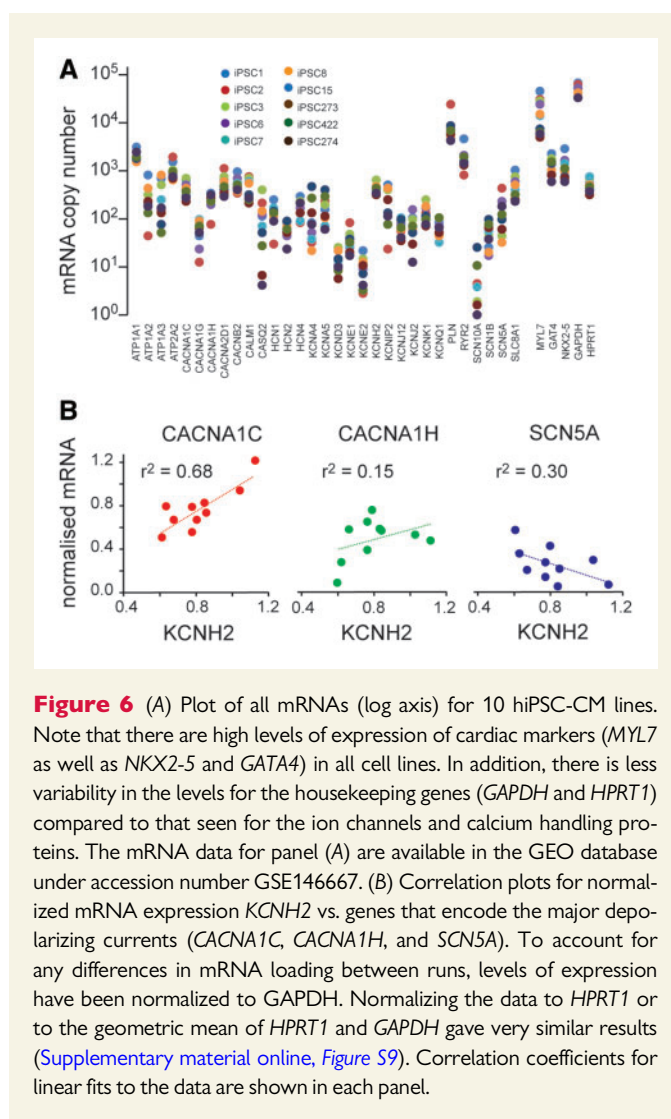 A
10⁵
10⁴
10³
10²
10¹
10⁰
mRNA copy number
iPSC1
iPSC2
iPSC3
iPSC6
iPSC7
iPSC8
iPSC15
iPSC273
iPSC422
iPSC274
ATP1A1
ATP1A2
ATP1A3
ATP2A2
CACNA1C
CACNA1G
CACNA1H
CACNA2D1
CACNB2
CALM1
CASQ2
HCN1
HCN2
HCN4
KCNA4
KCNA5
KCND3
KCNE1
KCNE2
KCNH2
KCNIP2
KCNJ12
KCNJ2
KCNK1
KCNQ1
PLN
RYR2
SCN10A
SCN1B
SCN5A
SLC8A1
MYL7
GAT4
NKX2-5
GAPDH
HPRT1
B
CACNA1C
CACNA1H
SCN5A
r² = 0.68
r² = 0.15
r² = 0.30
normalised mRNA
1.2
0.8
0.4
0.0
0.4 0.8 1.2
0.4 0.8 1.2
0.4 0.8 1.2
KCNH2
KCNH2
KCNH2
Figure 6 (A) Plot of all mRNAs (log axis) for 10 hiPSC-CM lines.
Note that there are high levels of expression of cardiac markers (MYL7
as well as NKX2-5 and GATA4) in all cell lines. In addition, there is less
variability in the levels for the housekeeping genes (GAPDH and HPRT1)
compared to that seen for the ion channels and calcium handling pro-
teins. The mRNA data for panel (A) are available in the GEO database
under accession number GSE146667. (B) Correlation plots for normal-
ized mRNA expression KCNH2 vs. genes that encode the major depo-
larizing currents (CACNA1C, CACNA1H, and SCN5A). To account for
any differences in mRNA loading between runs, levels of expression
have been normalized to GAPDH. Normalizing the data to HPRT1 or
to the geometric mean of HPRT1 and GAPDH gave very similar results
(Supplementary material online, Figure S9). Correlation coefficients for
linear fits to the data are shown in each panel.